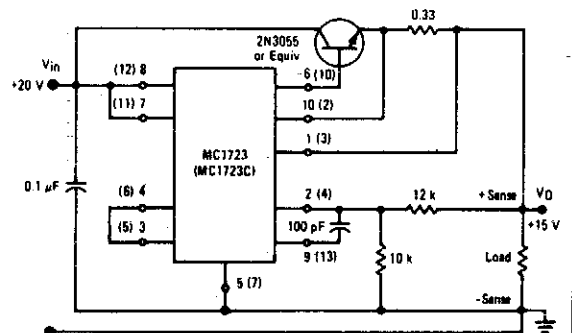 0.33
2N3055
or Equiv
Vin
+20 V
(12) 8
6 (10)
(11) 7
10 (2)
1 (3)
MC1723
(MC1723C)
0.1 µF
(6) 4
2 (4)
12 k
+Sense
VO
+15 V
(5) 3
100 pF
9 (13)
10 k
Load
5 (7)
-Sense